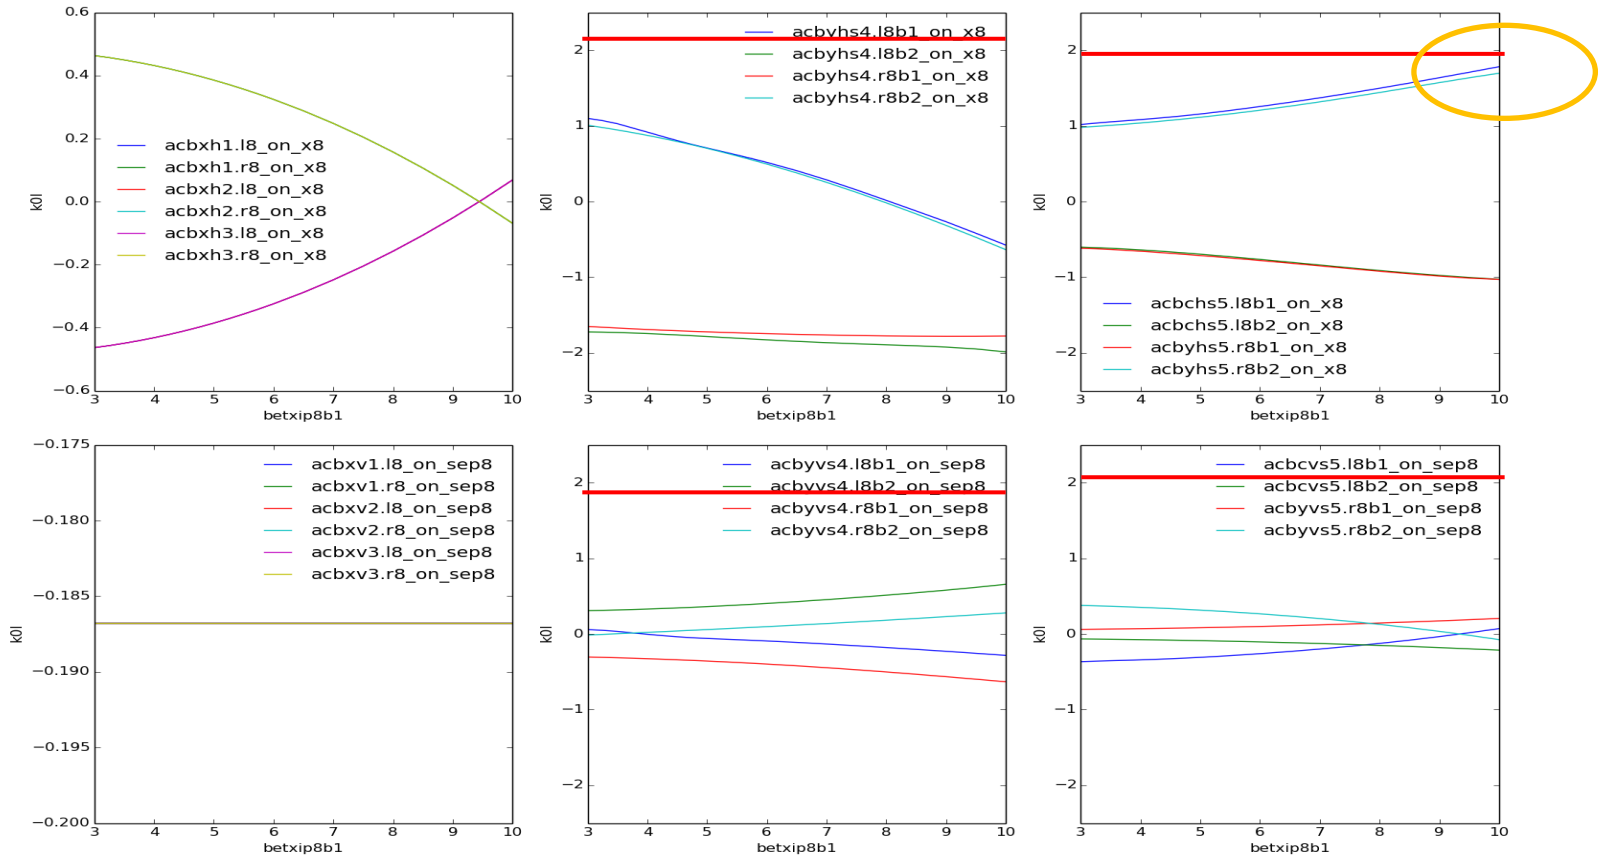 0.6
0.4
0.2
0.0
−0.2
−0.4
−0.6
k0l
acbxh1.l8_on_x8
acbxh1.r8_on_x8
acbxh2.l8_on_x8
acbxh2.r8_on_x8
acbxh3.l8_on_x8
acbxh3.r8_on_x8
3 4 5 6 7 8 9 10
betxip8b1
2
1
0
−1
−2
k0l
acbyhs4.l8b1_on_x8
acbyhs4.l8b2_on_x8
acbyhs4.r8b1_on_x8
acbyhs4.r8b2_on_x8
3 4 5 6 7 8 9 10
betxip8b1
2
1
0
−1
−2
k0l
acbchs5.l8b1_on_x8
acbchs5.l8b2_on_x8
acbyhs5.r8b1_on_x8
acbyhs5.r8b2_on_x8
3 4 5 6 7 8 9 10
betxip8b1
−0.175
−0.180
−0.185
−0.190
−0.195
−0.200
k0l
acbxv1.l8_on_sep8
acbxv1.r8_on_sep8
acbxv2.l8_on_sep8
acbxv2.r8_on_sep8
acbxv3.l8_on_sep8
acbxv3.r8_on_sep8
3 4 5 6 7 8 9 10
betxip8b1
2
1
0
−1
−2
k0l
acbyvs4.l8b1_on_sep8
acbyvs4.l8b2_on_sep8
acbyvs4.r8b1_on_sep8
acbyvs4.r8b2_on_sep8
3 4 5 6 7 8 9 10
betxip8b1
2
1
0
−1
−2
k0l
acbcvs5.l8b1_on_sep8
acbcvs5.l8b2_on_sep8
acbyvs5.r8b1_on_sep8
acbyvs5.r8b2_on_sep8
3 4 5 6 7 8 9 10
betxip8b1